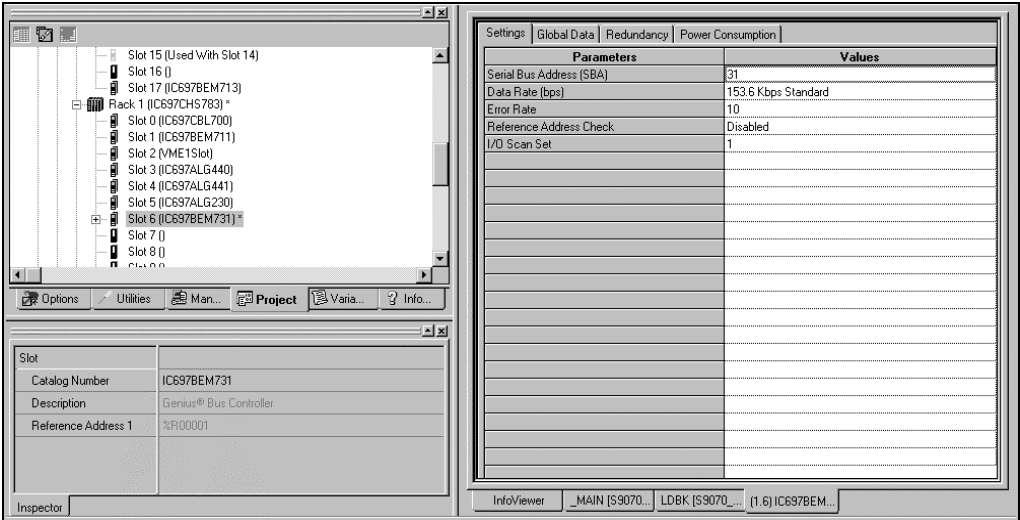 Slot 15 (Used With Slot 14)
Slot 16 ()
Slot 17 (IC697BEM713)
Rack 1 (IC697CHS783) *
Slot 0 (IC697CBL700)
Slot 1 (IC697BEM711)
Slot 2 (VME1Slot)
Slot 3 (IC697ALG440)
Slot 4 (IC697ALG441)
Slot 5 (IC697ALG230)
Slot 6 (IC697BEM731) *
Slot 7 ()
Slot 8 ()
Options Utilities Man... Project Varia... Info...
Slot
Catalog Number IC697BEM731
Description Genius® Bus Controller
Reference Address 1 %R00001
Inspector
Settings Global Data Redundancy Power Consumption
Parameters Values
Serial Bus Address (SBA) 31
Data Rate (bps) 153.6 Kbps Standard
Error Rate 10
Reference Address Check Disabled
I/O Scan Set 1
InfoViewer _MAIN [S9070... LDBK [S9070_... (1.6) IC697BEM...